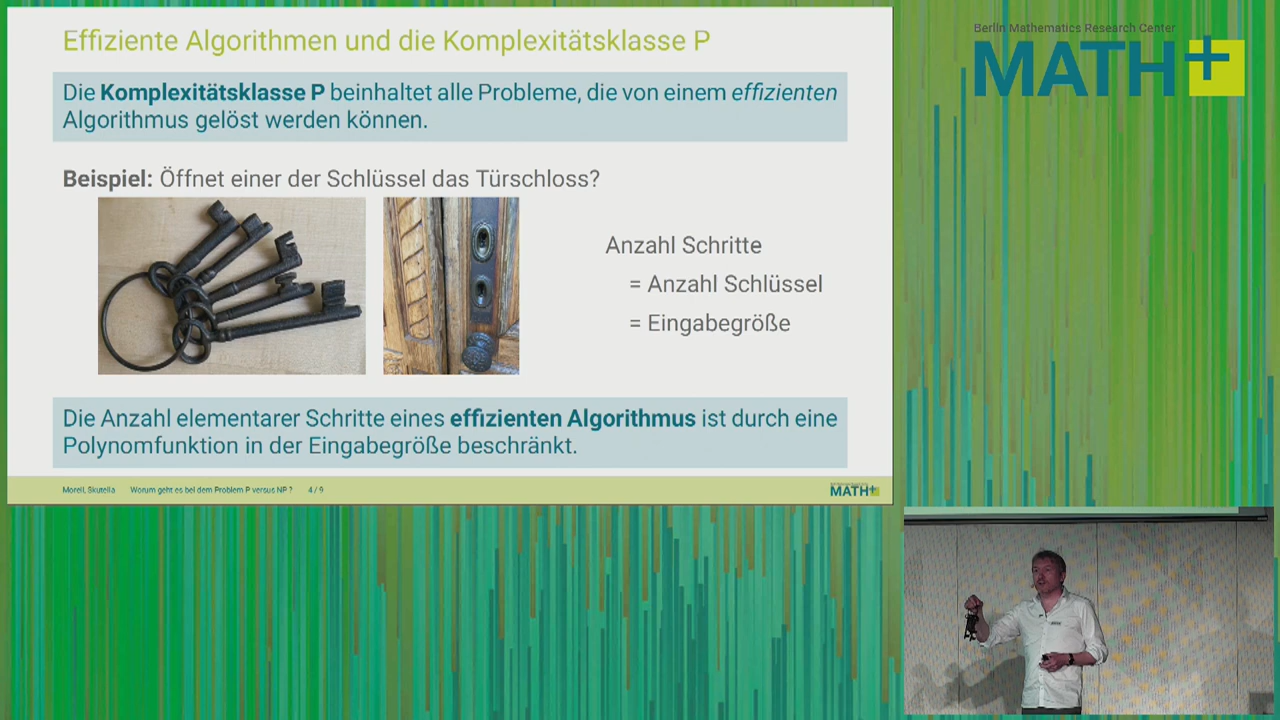 Effiziente Algorithmen und die Komplexitätsklasse P
Die Komplexitätsklasse P beinhaltet alle Probleme, die von einem effizienten
Algorithmus gelöst werden können.
Beispiel: Öffnet einer der Schlüssel das Türschloss?
Anzahl Schritte
= Anzahl Schlüssel
= Eingabegröße
Die Anzahl elementarer Schritte eines effizienten Algorithmus ist durch eine
Polynomfunktion in der Eingabegröße beschränkt.
Morell, Skutella Worum geht es bei dem Problem P versus NP ? 4 / 9
MATH+
Berlin Mathematics Research Center
MATH+